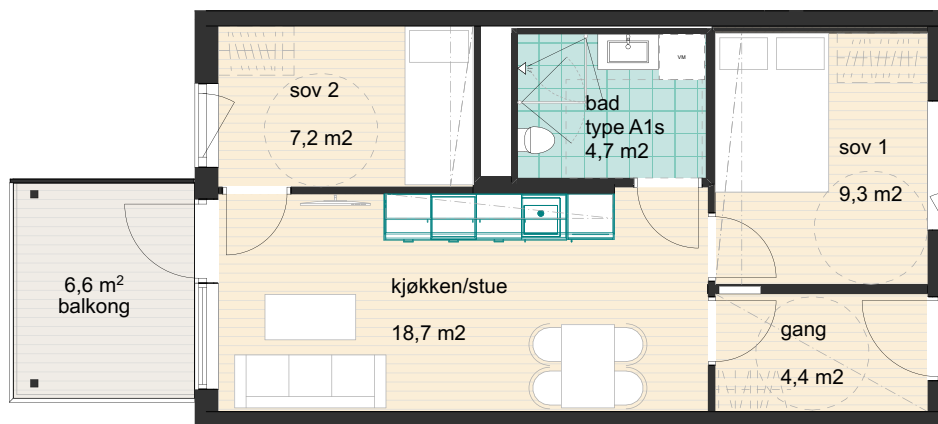 sov 2
7,2 m2
bad
type A1s
4,7 m2
VM
sov 1
9,3 m2
6,6 m²
balkong
kjøkken/stue
18,7 m2
gang
4,4 m2